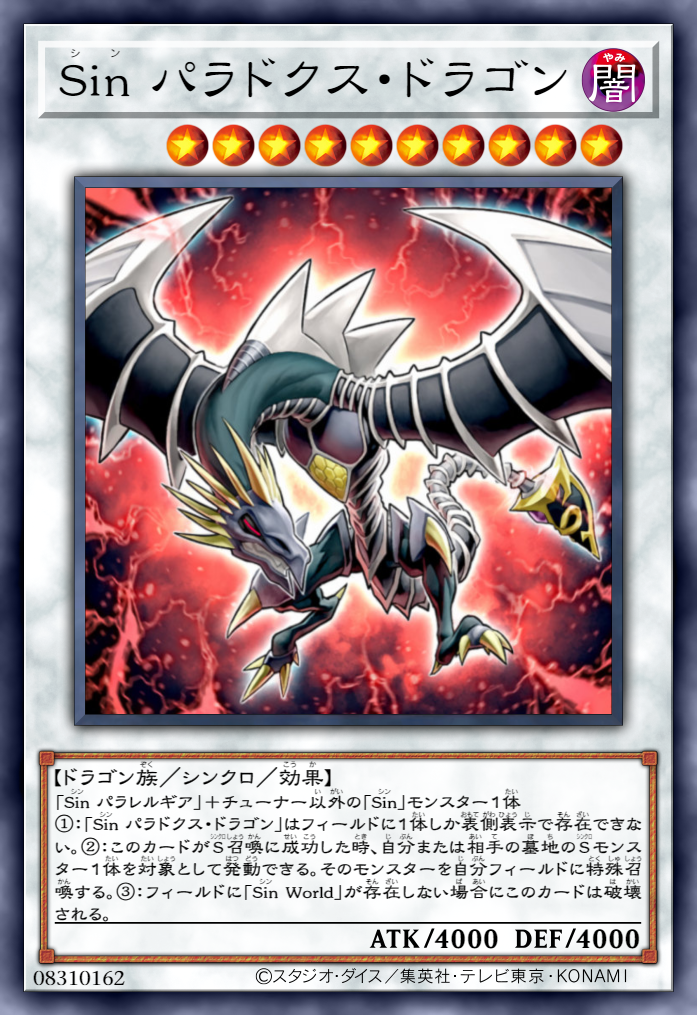 Sin パラドクス・ドラゴン
闇
【ドラゴン族／シンクロ／効果】
「Sin パラレルギア」＋チューナー以外の「Sin」モンスター１体
①：「Sin パラドクス・ドラゴン」はフィールドに１体しか表側表示で存在できな
い。②：このカードがＳ召喚に成功した時、自分または相手の墓地のＳモンス
ター１体を対象として発動できる。そのモンスターを自分フィールドに特殊召
喚する。③：フィールドに「Sin World」が存在しない場合にこのカードは破壊
される。
ATK/4000 DEF/4000
08310162 ©スタジオ・ダイス／集英社・テレビ東京・KONAMI